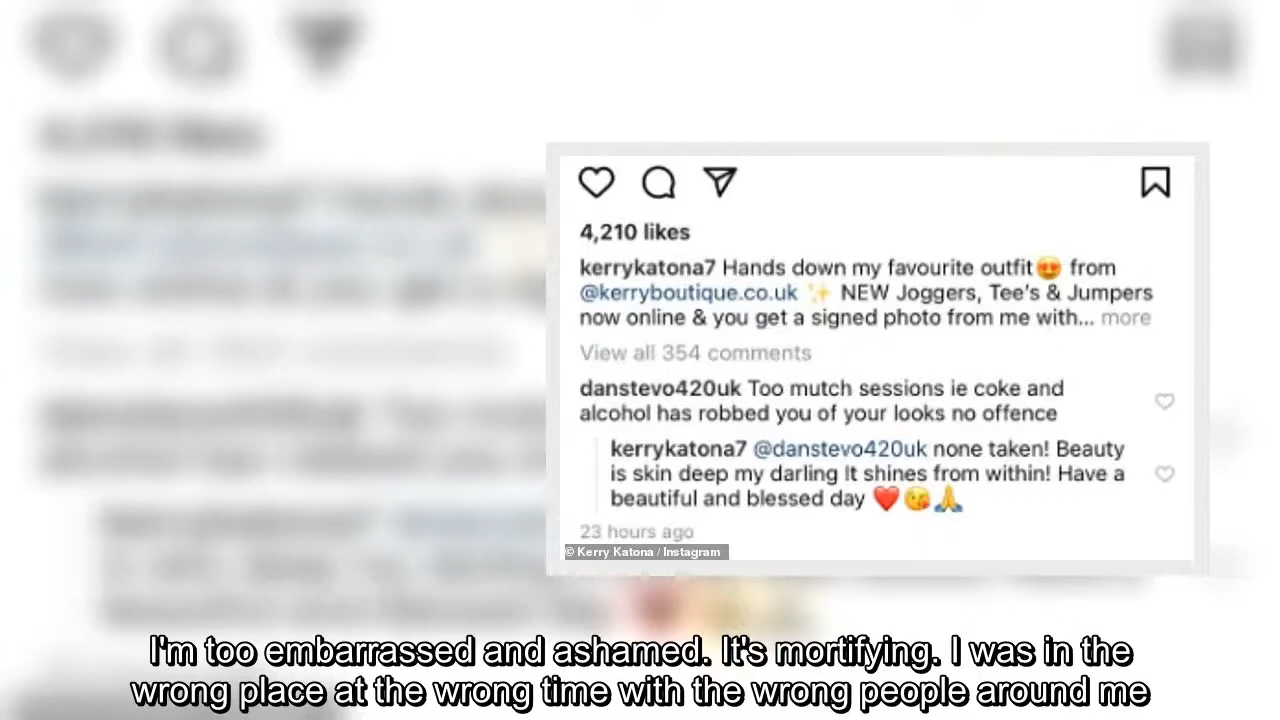 4,210 likes
kerrykatona7 Hands down my favourite outfit😍 from
@kerryboutique.co.uk ✨ NEW Joggers, Tee's & Jumpers
now online & you get a signed photo from me with... more
View all 354 comments
danstevo420uk Too mutch sessions ie coke and
alcohol has robbed you of your looks no offence
kerrykatona7 @danstevo420uk none taken! Beauty
is skin deep my darling It shines from within! Have a
beautiful and blessed day ❤️😘🙏
23 hours ago
© Kerry Katona / Instagram
I'm too embarrassed and ashamed. It's mortifying. I was in the
wrong place at the wrong time with the wrong people around me